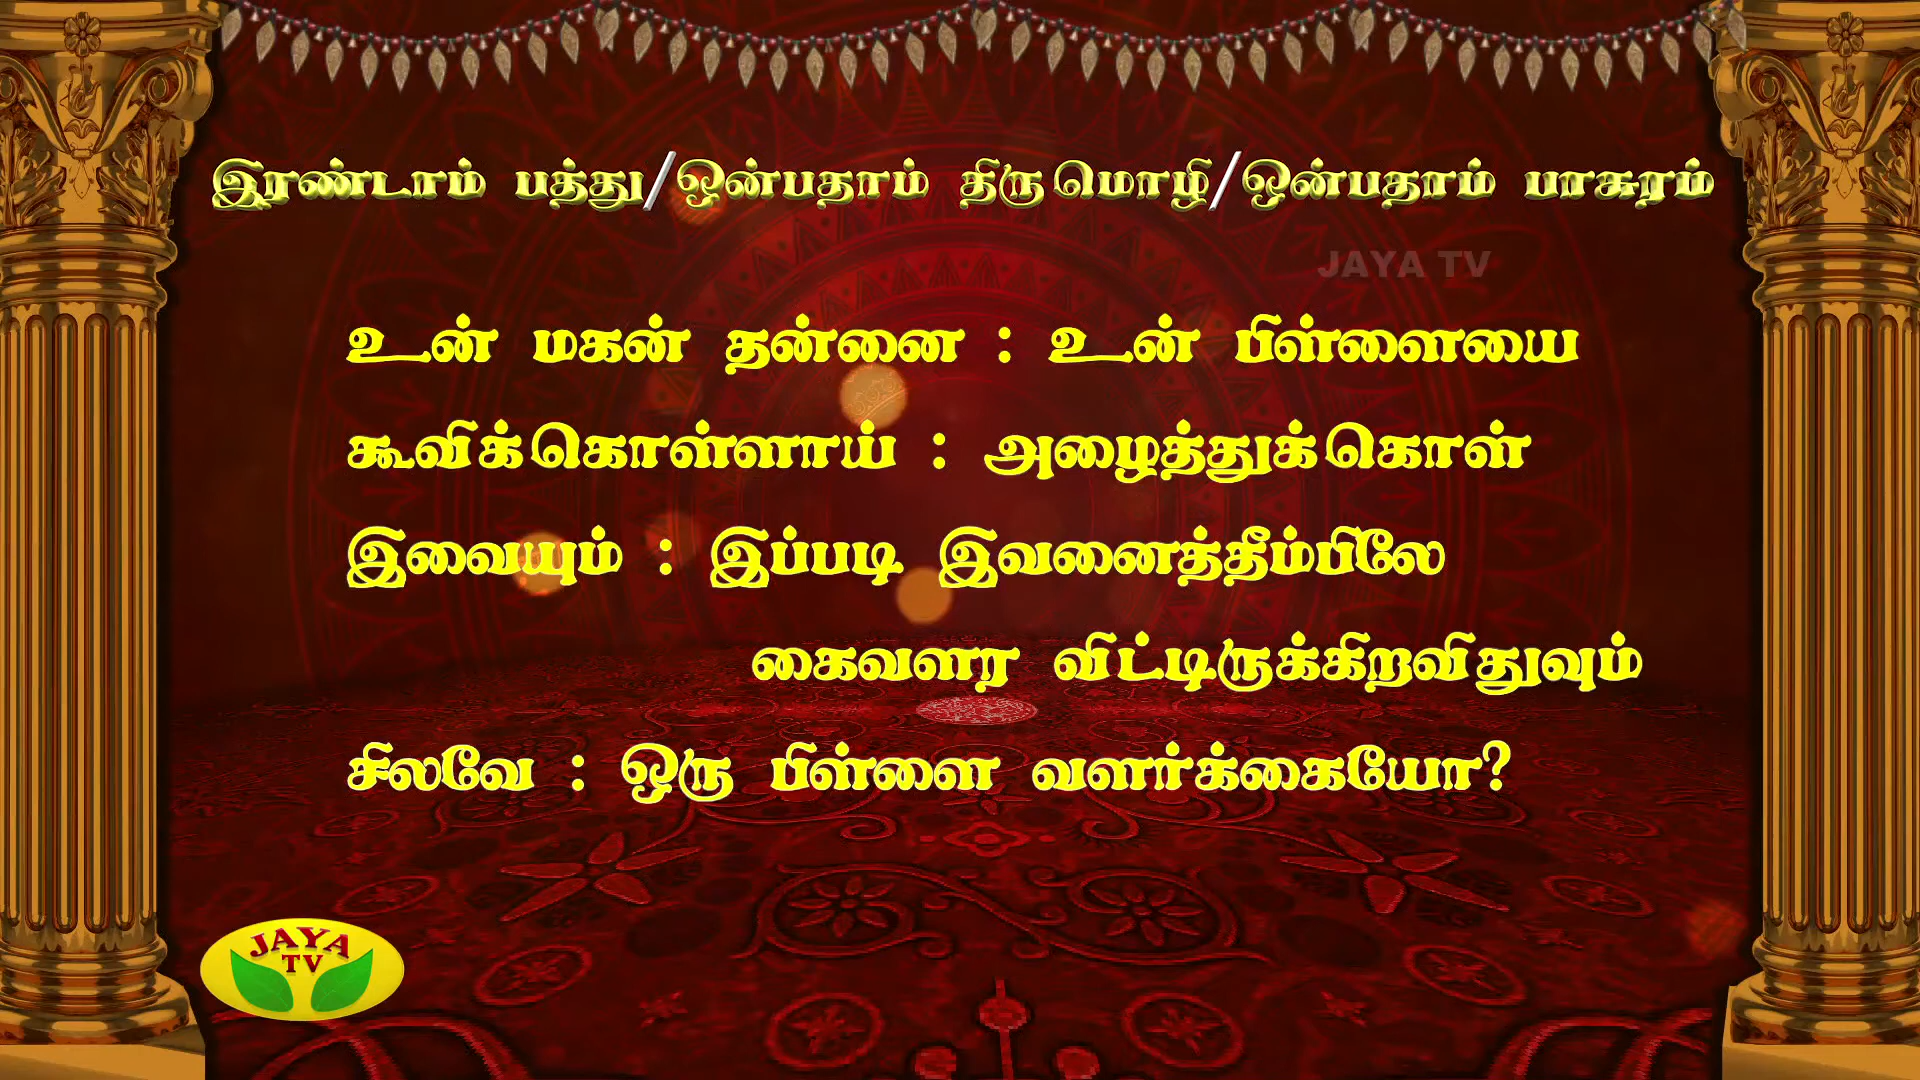 இரண்டாம் பத்து/ஒன்பதாம் திருமொழி/ஒன்பதாம் பாசுரம்
JAYA TV
உன் மகன் தன்னை : உன் பிள்ளையை
கூவிக்கொள்ளாய் : அழைத்துக்கொள்
இவையும் : இப்படி இவனைத்தீம்பிலே
கைவளர விட்டிருக்கிறவிதுவும்
சிலவே : ஒரு பிள்ளை வளர்க்கையோ?
JAYA
TV